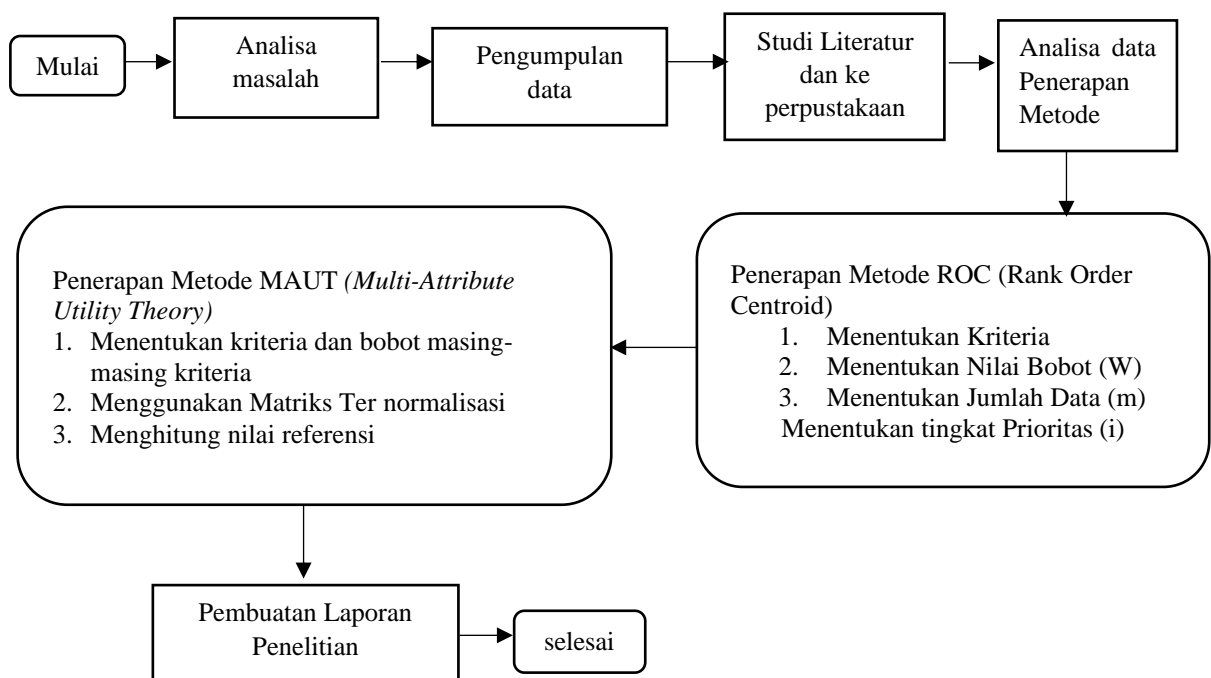 Mulai
Analisa
masalah
Pengumpulan
data
Studi Literatur
dan ke
perpustakaan
Analisa data
Penerapan
Metode
Penerapan Metode ROC (Rank Order
Centroid)
1. Menentukan Kriteria
2. Menentukan Nilai Bobot (W)
3. Menentukan Jumlah Data (m)
Menentukan tingkat Prioritas (i)
Penerapan Metode MAUT (Multi-Attribute
Utility Theory)
1. Menentukan kriteria dan bobot masing-
masing kriteria
2. Menggunakan Matriks Ter normalisasi
3. Menghitung nilai referensi
Pembuatan Laporan
Penelitian
selesai